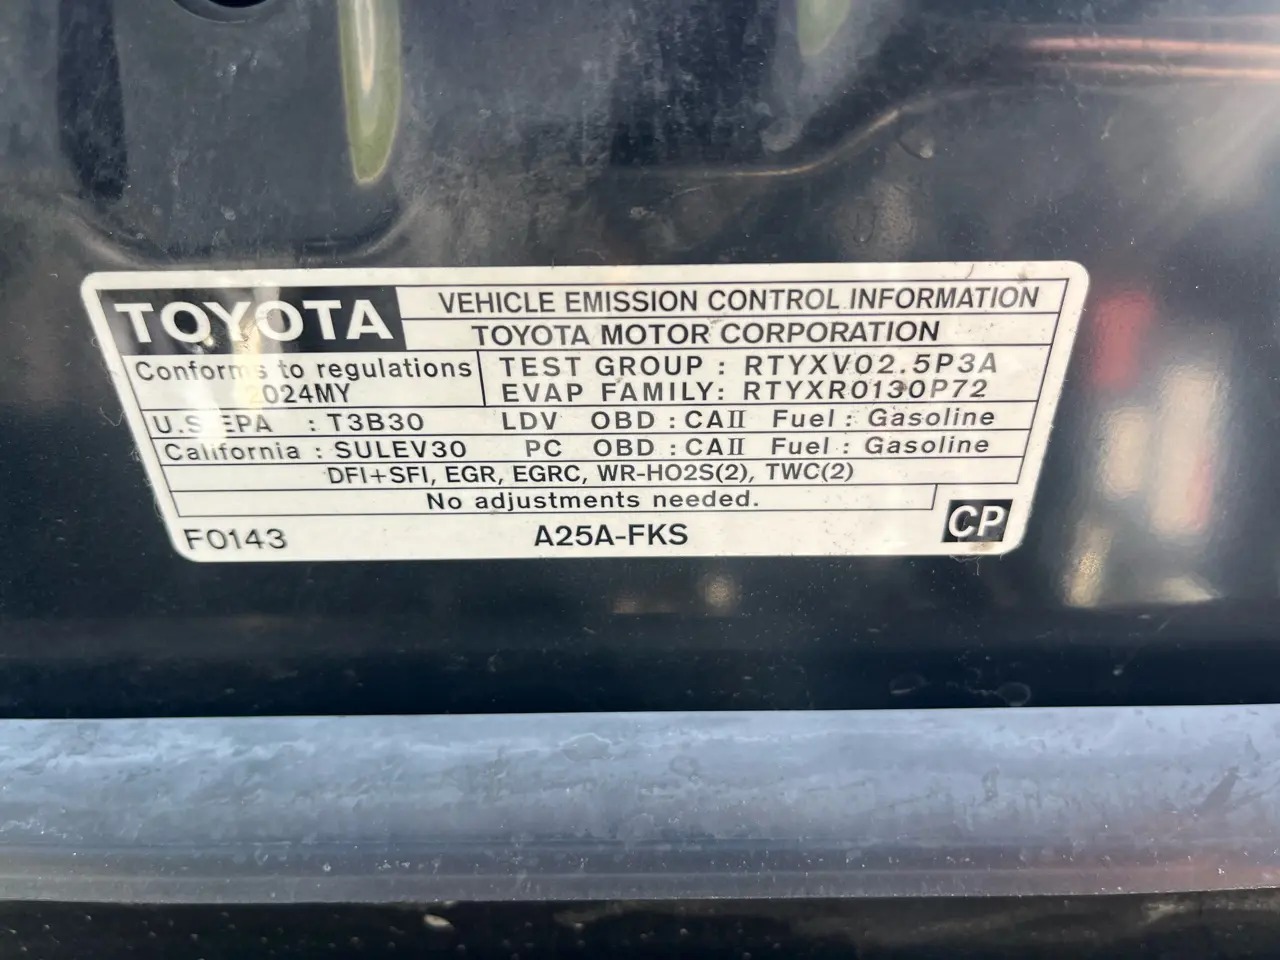 TOYOTA
VEHICLE EMISSION CONTROL INFORMATION
TOYOTA MOTOR CORPORATION
Conforms to regulations
2024MY
TEST GROUP : RTYXV02.5P3A
EVAP FAMILY: RTYXR0130P72
U.S.EPA : T3B30 LDV OBD : CAII Fuel : Gasoline
California : SULEV30 PC OBD : CAII Fuel : Gasoline
DFI+SFI, EGR, EGRC, WR-HO2S(2), TWC(2)
No adjustments needed.
F0143 A25A-FKS CP